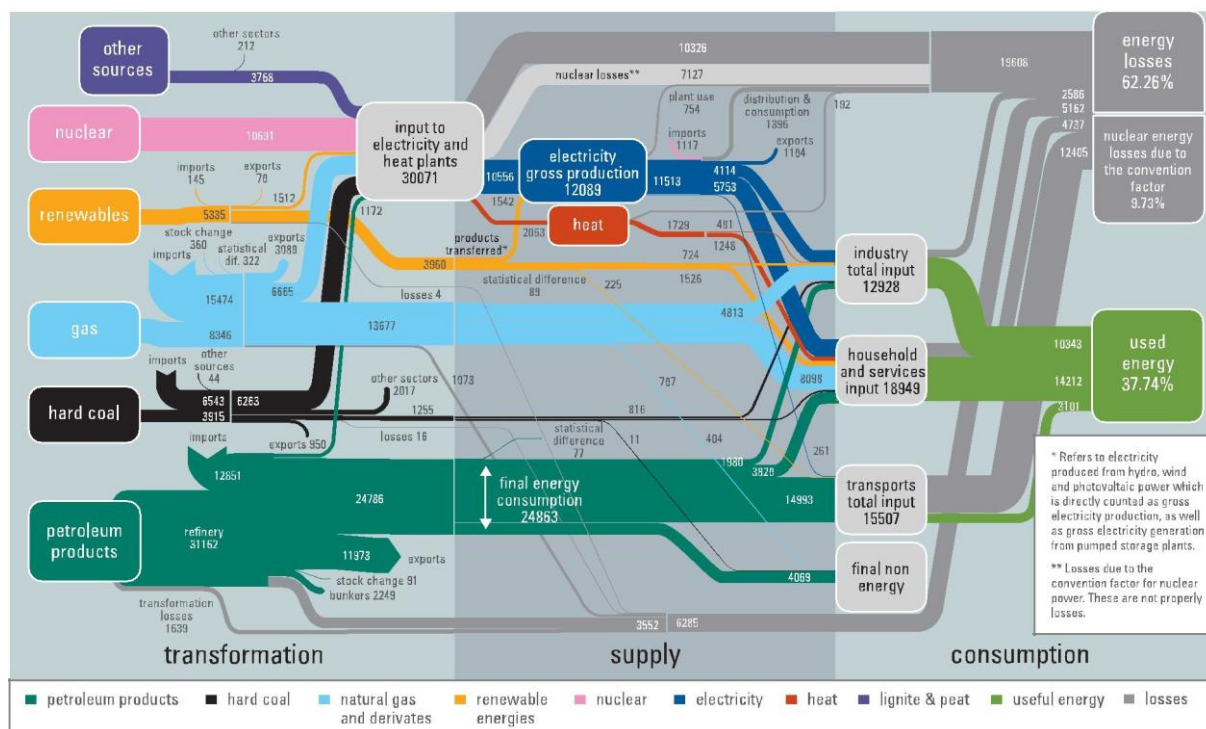 other sectors
212
other
sources
3768
nuclear
10691
imports
145
exports
70
1512
renewables
5335
stock change
360
statistical
dif. 322
exports
3089
imports
15474
6665
gas
8346
13677
imports
other
sources
44
6543
6263
hard coal
3915
other sectors
2017
1255
exports 950
losses 16
imports
12851
24786
petroleum
products
refinery
31162
11973
exports
stock change 91
bunkers 2249
transformation
losses
1639
1172
input to
electricity and
heat plants
30071
10326
nuclear losses**
7127
plant use
754
distribution &
consumption
1396
192
imports
1117
exports
1104
10556
electricity
gross production
12089
11513
4114
5753
1542
2063
heat
1729
481
1248
products
transferred*
3960
724
statistical difference
89
225
1526
losses 4
4813
1073
767
8096
816
statistical
difference
77
11
404
1980
3828
261
final energy
consumption
24863
14993
4069
3552
6285
industry
total input
12928
household
and services
input 18949
transports
total input
15507
final non
energy
19608
2586
5162
4737
12405
energy
losses
62.26%
nuclear energy
losses due to
the convention
factor
9.73%
10343
14212
3101
used
energy
37.74%
* Refers to electricity
produced from hydro, wind
and photovoltaic power which
is directly counted as gross
electricity production, as well
as gross electricity generation
from pumped storage plants.
** Losses due to the
convention factor for nuclear
power. These are not properly
losses.
transformation
supply
consumption
petroleum products
hard coal
natural gas
and derivates
renewable
energies
nuclear
electricity
heat
lignite & peat
useful energy
losses